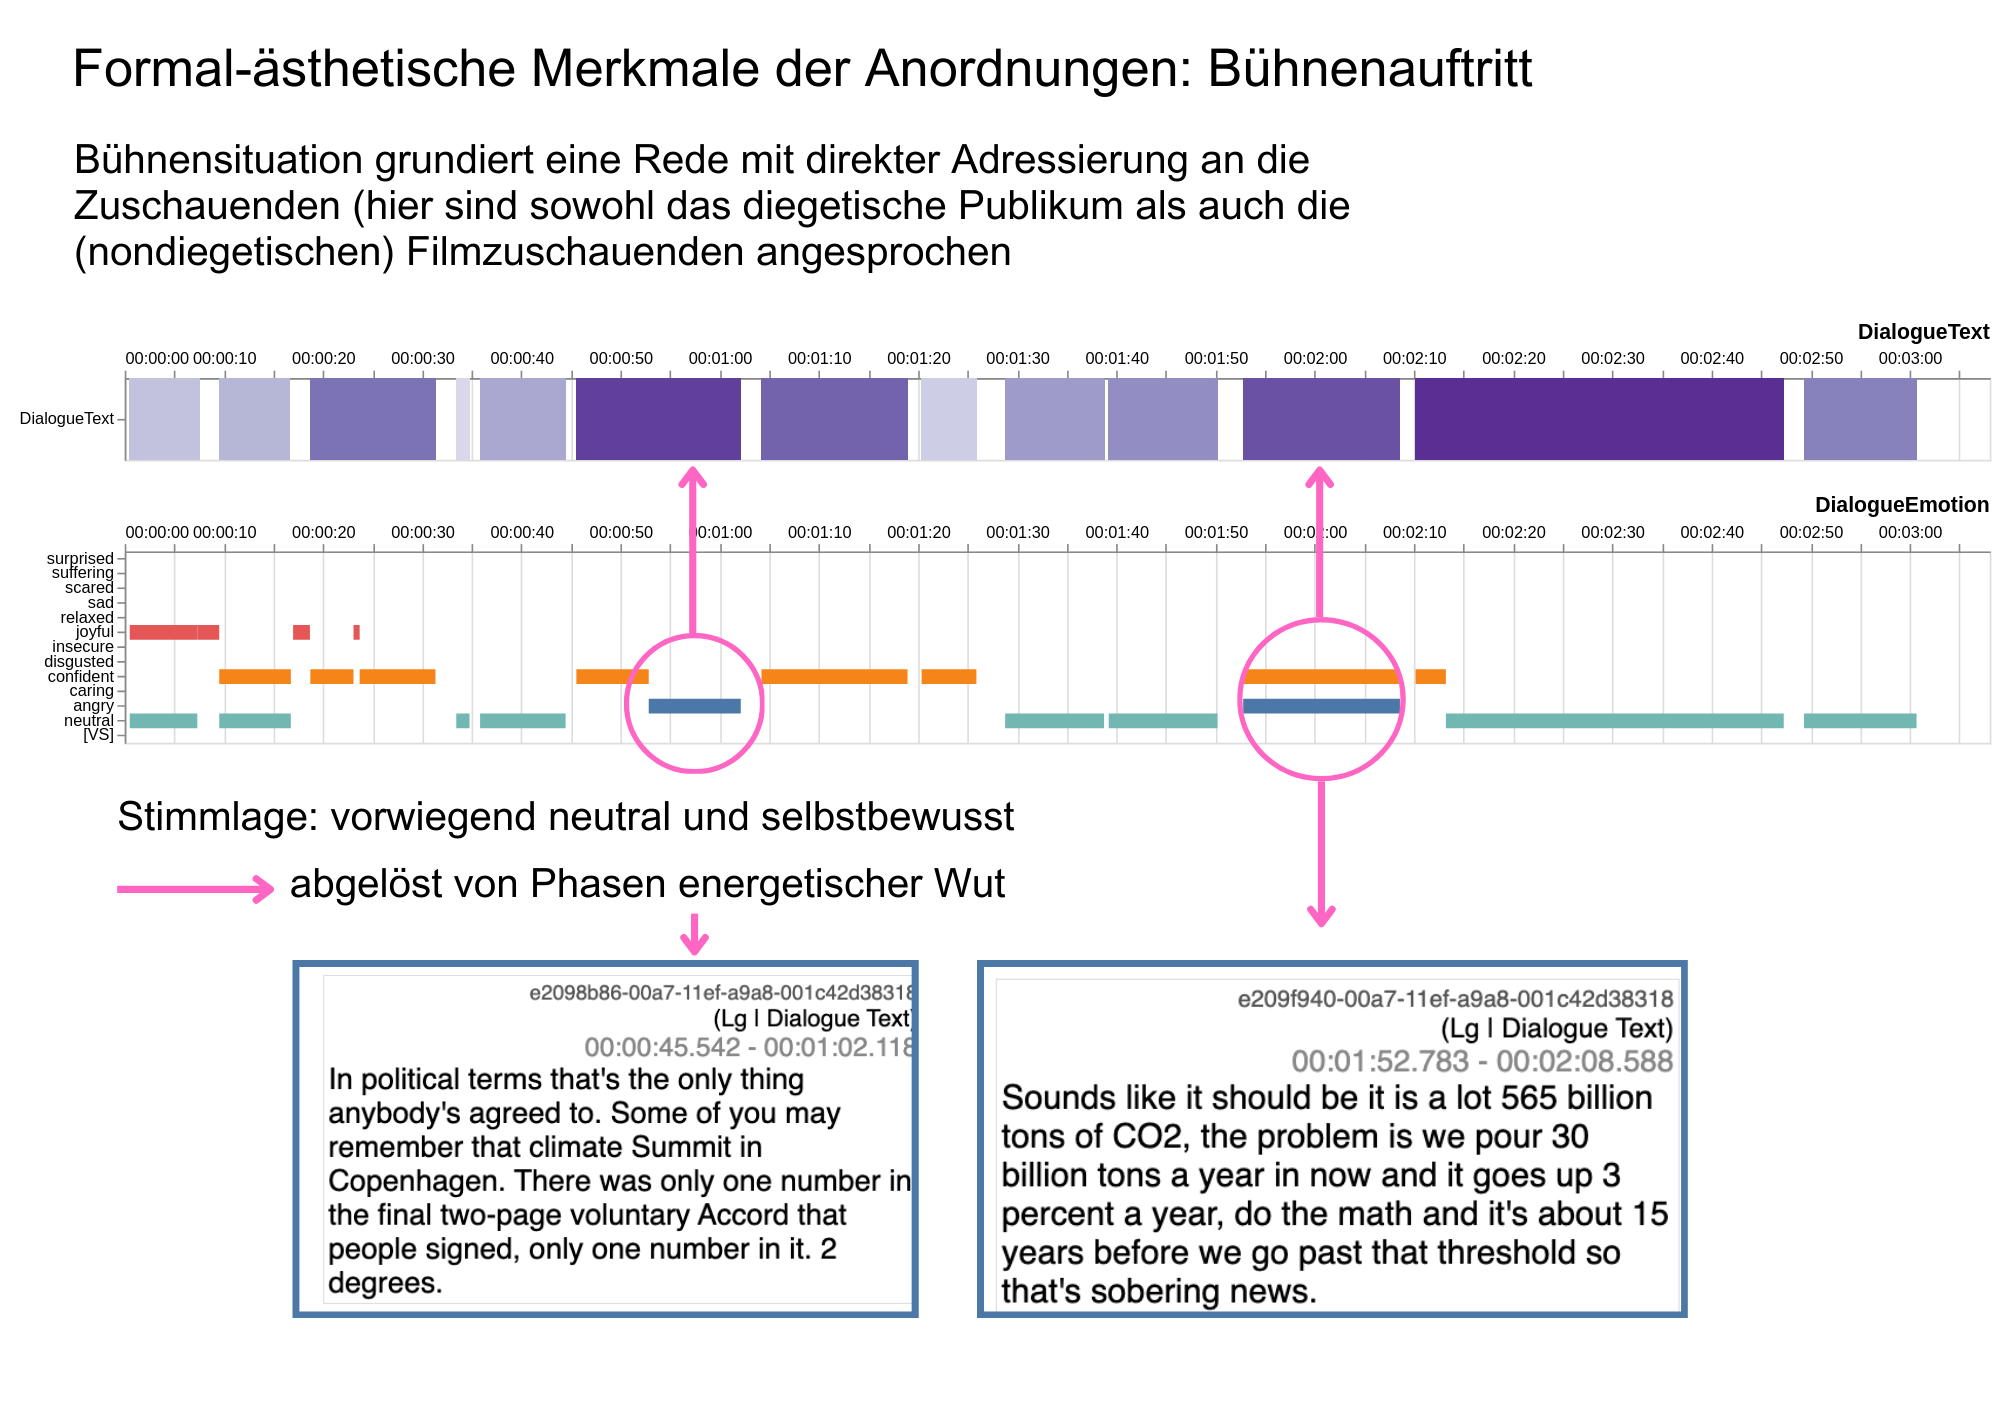 Formal-ästhetische Merkmale der Anordnungen: Bühnenauftritt
Bühnensituation grundiert eine Rede mit direkter Adressierung an die
Zuschauenden (hier sind sowohl das diegetische Publikum als auch die
(nondiegetischen) Filmzuschauenden angesprochen
DialogueText
00:00:00 00:00:10 00:00:20 00:00:30 00:00:40 00:00:50 00:01:00 00:01:10 00:01:20 00:01:30 00:01:40 00:01:50 00:02:00 00:02:10 00:02:20 00:02:30 00:02:40 00:02:50 00:03:00
DialogueText
DialogueEmotion
00:00:00 00:00:10 00:00:20 00:00:30 00:00:40 00:00:50 00:01:00 00:01:10 00:01:20 00:01:30 00:01:40 00:01:50 00:02:00 00:02:10 00:02:20 00:02:30 00:02:40 00:02:50 00:03:00
surprised
suffering
scared
sad
relaxed
joyful
insecure
disgusted
confident
caring
angry
neutral
[VS]
Stimmlage: vorwiegend neutral und selbstbewusst
abgelöst von Phasen energetischer Wut
e2098b86-00a7-11ef-a9a8-001c42d38318
(Lg | Dialogue Text)
00:00:45.542 - 00:01:02.118
In political terms that's the only thing
anybody's agreed to. Some of you may
remember that climate Summit in
Copenhagen. There was only one number in
the final two-page voluntary Accord that
people signed, only one number in it. 2
degrees.
e209f940-00a7-11ef-a9a8-001c42d38318
(Lg | Dialogue Text)
00:01:52.783 - 00:02:08.588
Sounds like it should be it is a lot 565 billion
tons of CO2, the problem is we pour 30
billion tons a year in now and it goes up 3
percent a year, do the math and it's about 15
years before we go past that threshold so
that's sobering news.